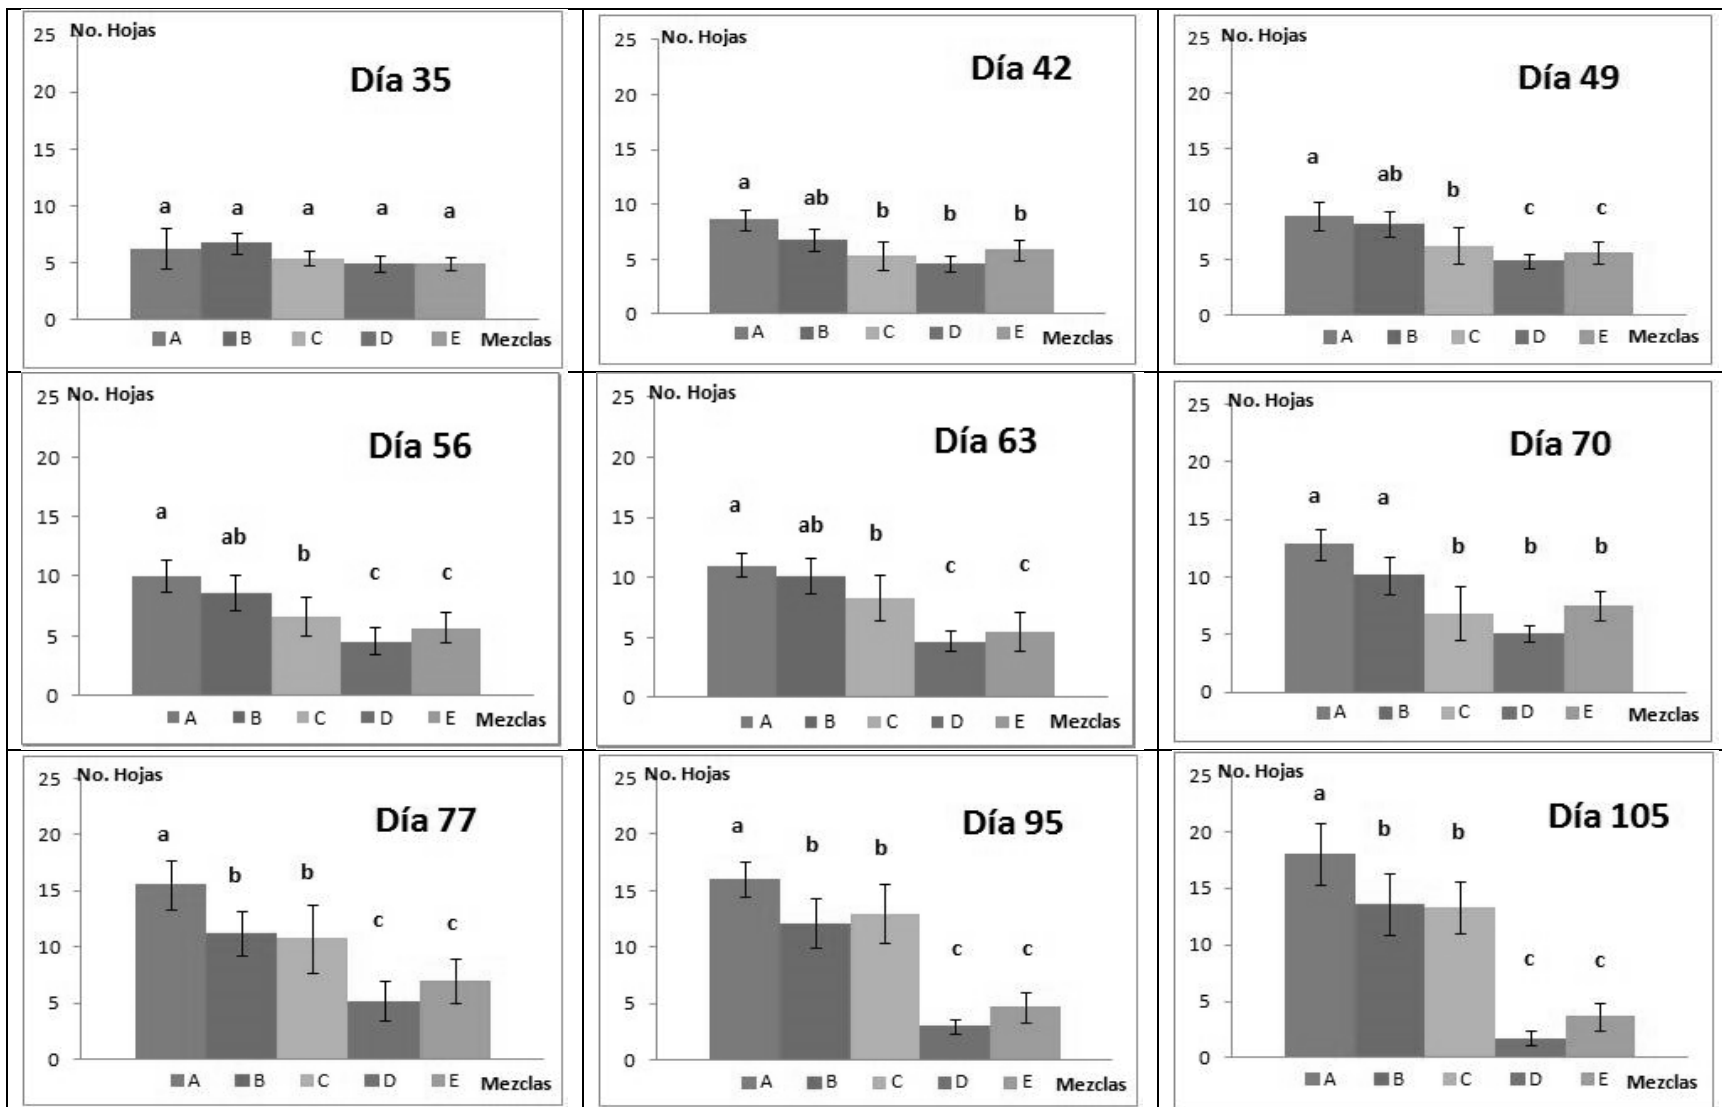 25 No. Hojas
Día 35
20
15
10
5
0
a a a a a
A B C D E Mezclas
25 No. Hojas
Día 42
20
15
10
5
0
a ab b b b
A B C D E Mezclas
25 No. Hojas
Día 49
20
15
10
5
0
a ab b c c
A B C D E Mezclas
25 No. Hojas
Día 56
20
15
10
5
0
a ab b c c
A B C D E Mezclas
25 No. Hojas
Día 63
20
15
10
5
0
a ab b c c
A B C D E Mezclas
25 No. Hojas
Día 70
20
15
10
5
0
a a b b b
A B C D E Mezclas
25 No. Hojas
Día 77
20
15
10
5
0
a b b c c
A B C D E Mezclas
25 No. Hojas
Día 95
20
15
10
5
0
a b b c c
A B C D E Mezclas
25 No. Hojas
Día 105
20
15
10
5
0
a b b c c
A B C D E Mezclas